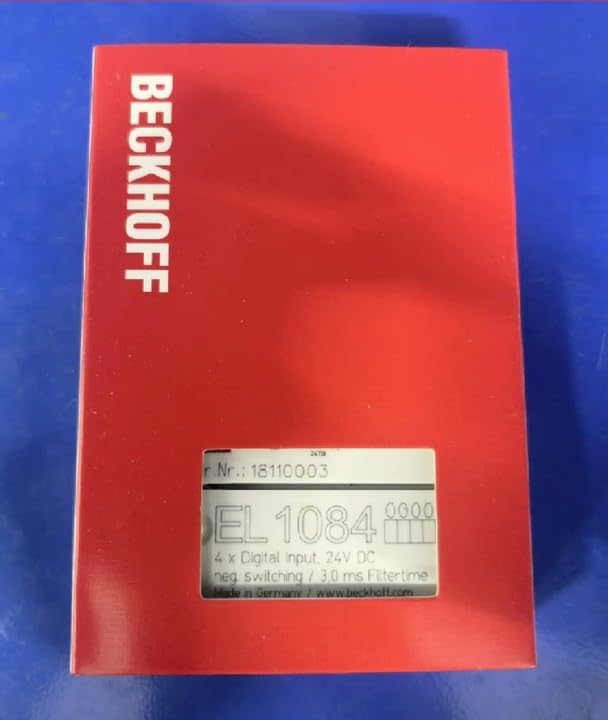 BECKHOFF
24TB
r.Nr.: 18110003
EL 1084
4 x Digital Input, 24V DC
neg. switching / 3,0 ms Filtertime
Made in Germany / www.beckhoff.com